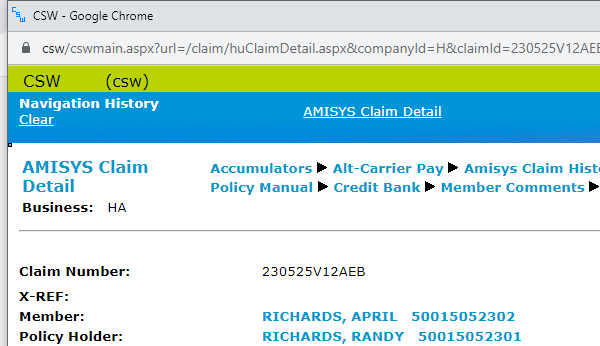 CSW - Google Chrome
csw/cswmain.aspx?url=/claim/huClaimDetail.aspx&companyId=H&claimId=230525V12AEB
CSW (csw)
Navigation History
Clear
AMISYS Claim Detail
AMISYS Claim
Detail
Accumulators Alt-Carrier Pay Amisys Claim Hist
Policy Manual Credit Bank Member Comments
Business: HA
Claim Number: 230525V12AEB
X-REF:
Member: RICHARDS, APRIL 50015052302
Policy Holder: RICHARDS, RANDY 50015052301